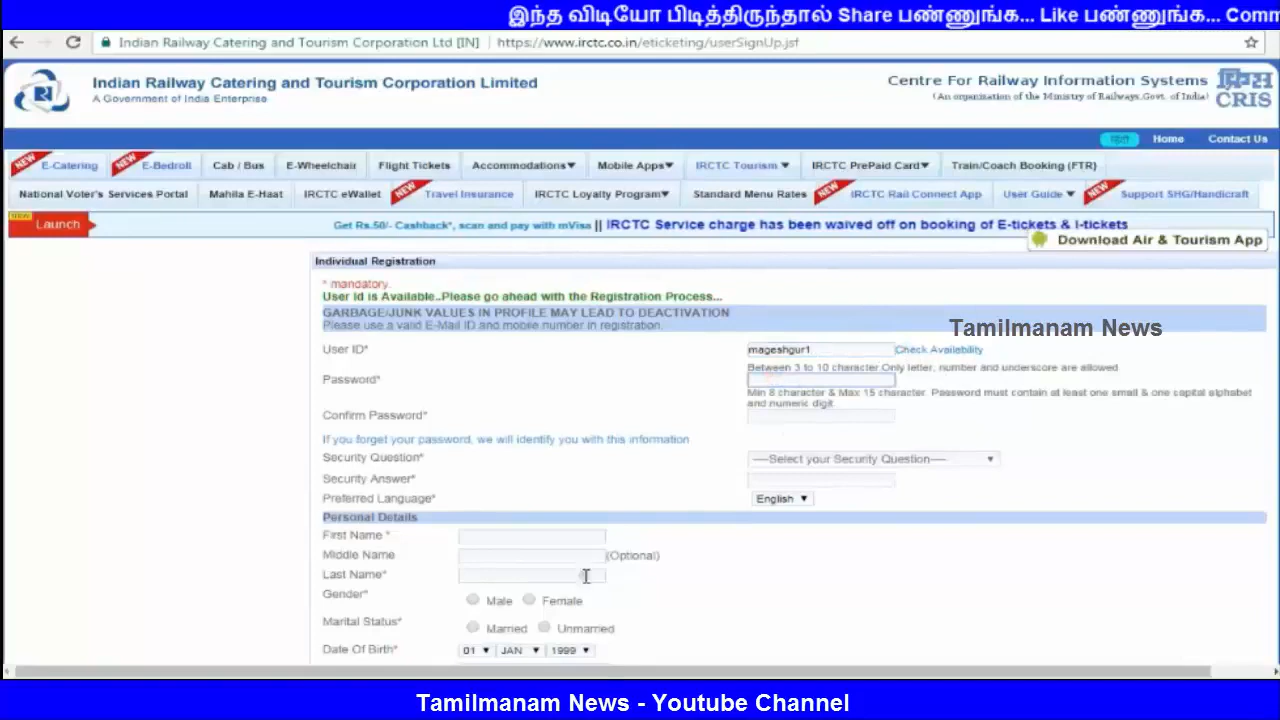 இந்த வீடியோ பிடித்திருந்தால் Share பண்ணுங்க... Like பண்ணுங்க... Comm
Indian Railway Catering and Tourism Corporation Ltd [IN] | https://www.irctc.co.in/eticketing/userSignUp.jsf
Indian Railway Catering and Tourism Corporation Limited
A Government of India Enterprise
Centre For Railway Information Systems
(An organisation of the Ministry of Railways,Govt. of India)
CRIS
हिंदी Home Contact Us
NEW E-Catering NEW E-Bedroll Cab / Bus E-Wheelchair Flight Tickets Accommodations Mobile Apps IRCTC Tourism IRCTC PrePaid Card Train/Coach Booking (FTR)
National Voter's Services Portal Mahila E-Haat IRCTC eWallet NEW Travel Insurance IRCTC Loyalty Program Standard Menu Rates NEW IRCTC Rail Connect App User Guide NEW Support SHG/Handicraft
Launch Get Rs.50/- Cashback*, scan and pay with mVisa || IRCTC Service charge has been waived off on booking of E-tickets & I-tickets
Download Air & Tourism App
Individual Registration
* mandatory.
User Id is Available..Please go ahead with the Registration Process...
GARBAGE/JUNK VALUES IN PROFILE MAY LEAD TO DEACTIVATION
Please use a valid E-Mail ID and mobile number in registration.
Tamilmanam News
User ID* mageshgur1 Check Availability
Between 3 to 10 character.Only letter, number and underscore are allowed
Password*
Min 8 character & Max 15 character. Password must contain at least one small & one capital alphabet
and numeric digit
Confirm Password*
If you forget your password, we will identify you with this information
Security Question* ----Select your Security Question----
Security Answer*
Preferred Language* English
Personal Details
First Name *
Middle Name (Optional)
Last Name*
Gender* Male Female
Marital Status* Married Unmarried
Date Of Birth* 01 JAN 1999
Tamilmanam News - Youtube Channel